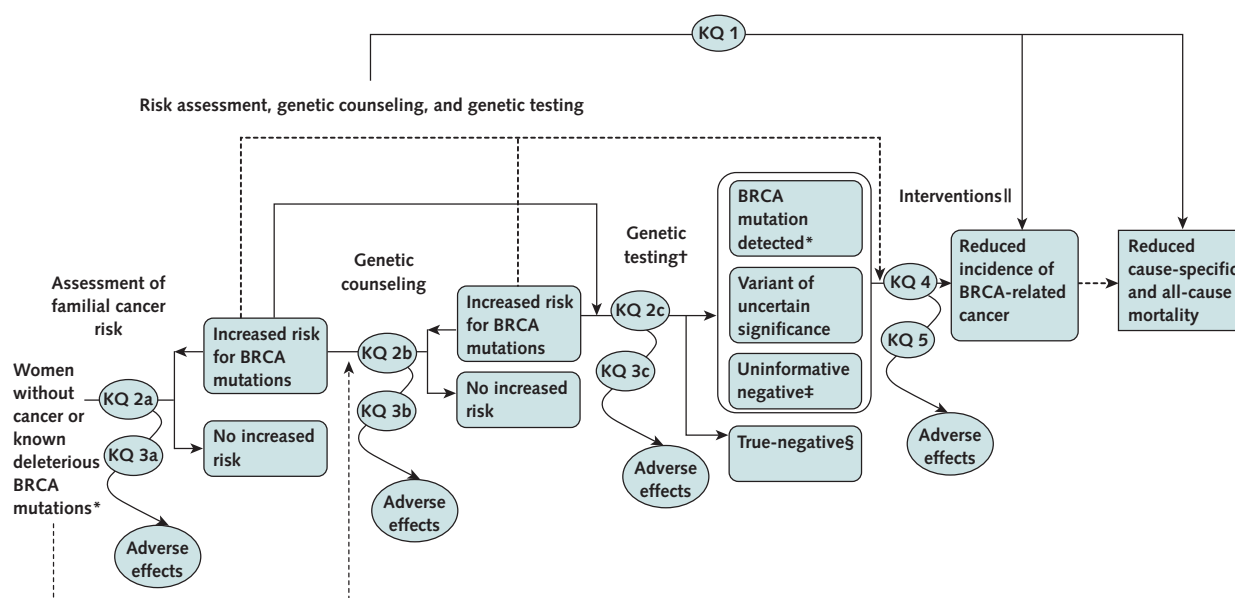 KQ 1
Risk assessment, genetic counseling, and genetic testing
Assessment of
familial cancer
risk
Women
without
cancer or
known
deleterious
BRCA
mutations*
KQ 2a
KQ 3a
Adverse
effects
Increased risk
for BRCA
mutations
No increased
risk
Genetic
counseling
KQ 2b
KQ 3b
Adverse
effects
Increased risk
for BRCA
mutations
No increased
risk
Genetic
testing†
KQ 2c
KQ 3c
Adverse
effects
BRCA
mutation
detected*
Variant of
uncertain
significance
Uninformative
negative‡
True-negative§
KQ 4
KQ 5
Adverse
effects
Interventions||
Reduced
incidence of
BRCA-related
cancer
Reduced
cause-specific
and all-cause
mortality